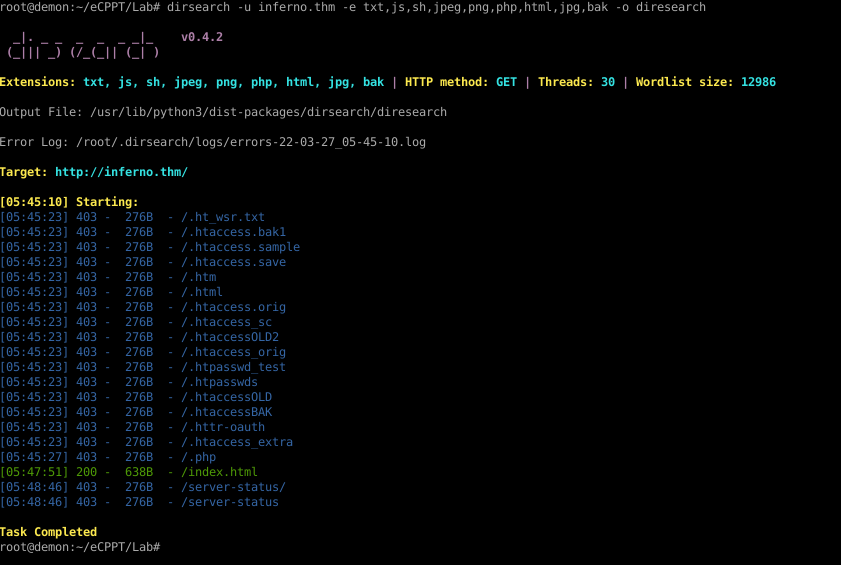 root@demon:~/eCPPT/Lab# dirsearch -u inferno.thm -e txt,js,sh,jpeg,png,php,html,jpg,bak -o diresearch
  _|. _ _  _  _  _ _|_    v0.4.2
 (_||| _) (/_(_|| (_| )
Extensions: txt, js, sh, jpeg, png, php, html, jpg, bak | HTTP method: GET | Threads: 30 | Wordlist size: 12986
Output File: /usr/lib/python3/dist-packages/dirsearch/diresearch
Error Log: /root/.dirsearch/logs/errors-22-03-27_05-45-10.log
Target: http://inferno.thm/
[05:45:10] Starting:
[05:45:23] 403 -  276B  - /.ht_wsr.txt
[05:45:23] 403 -  276B  - /.htaccess.bak1
[05:45:23] 403 -  276B  - /.htaccess.sample
[05:45:23] 403 -  276B  - /.htaccess.save
[05:45:23] 403 -  276B  - /.htm
[05:45:23] 403 -  276B  - /.html
[05:45:23] 403 -  276B  - /.htaccess.orig
[05:45:23] 403 -  276B  - /.htaccess_sc
[05:45:23] 403 -  276B  - /.htaccessOLD2
[05:45:23] 403 -  276B  - /.htaccess_orig
[05:45:23] 403 -  276B  - /.htpasswd_test
[05:45:23] 403 -  276B  - /.htpasswds
[05:45:23] 403 -  276B  - /.htaccessOLD
[05:45:23] 403 -  276B  - /.htaccessBAK
[05:45:23] 403 -  276B  - /.httr-oauth
[05:45:23] 403 -  276B  - /.htaccess_extra
[05:45:27] 403 -  276B  - /.php
[05:47:51] 200 -  638B  - /index.html
[05:48:46] 403 -  276B  - /server-status/
[05:48:46] 403 -  276B  - /server-status
Task Completed
root@demon:~/eCPPT/Lab#